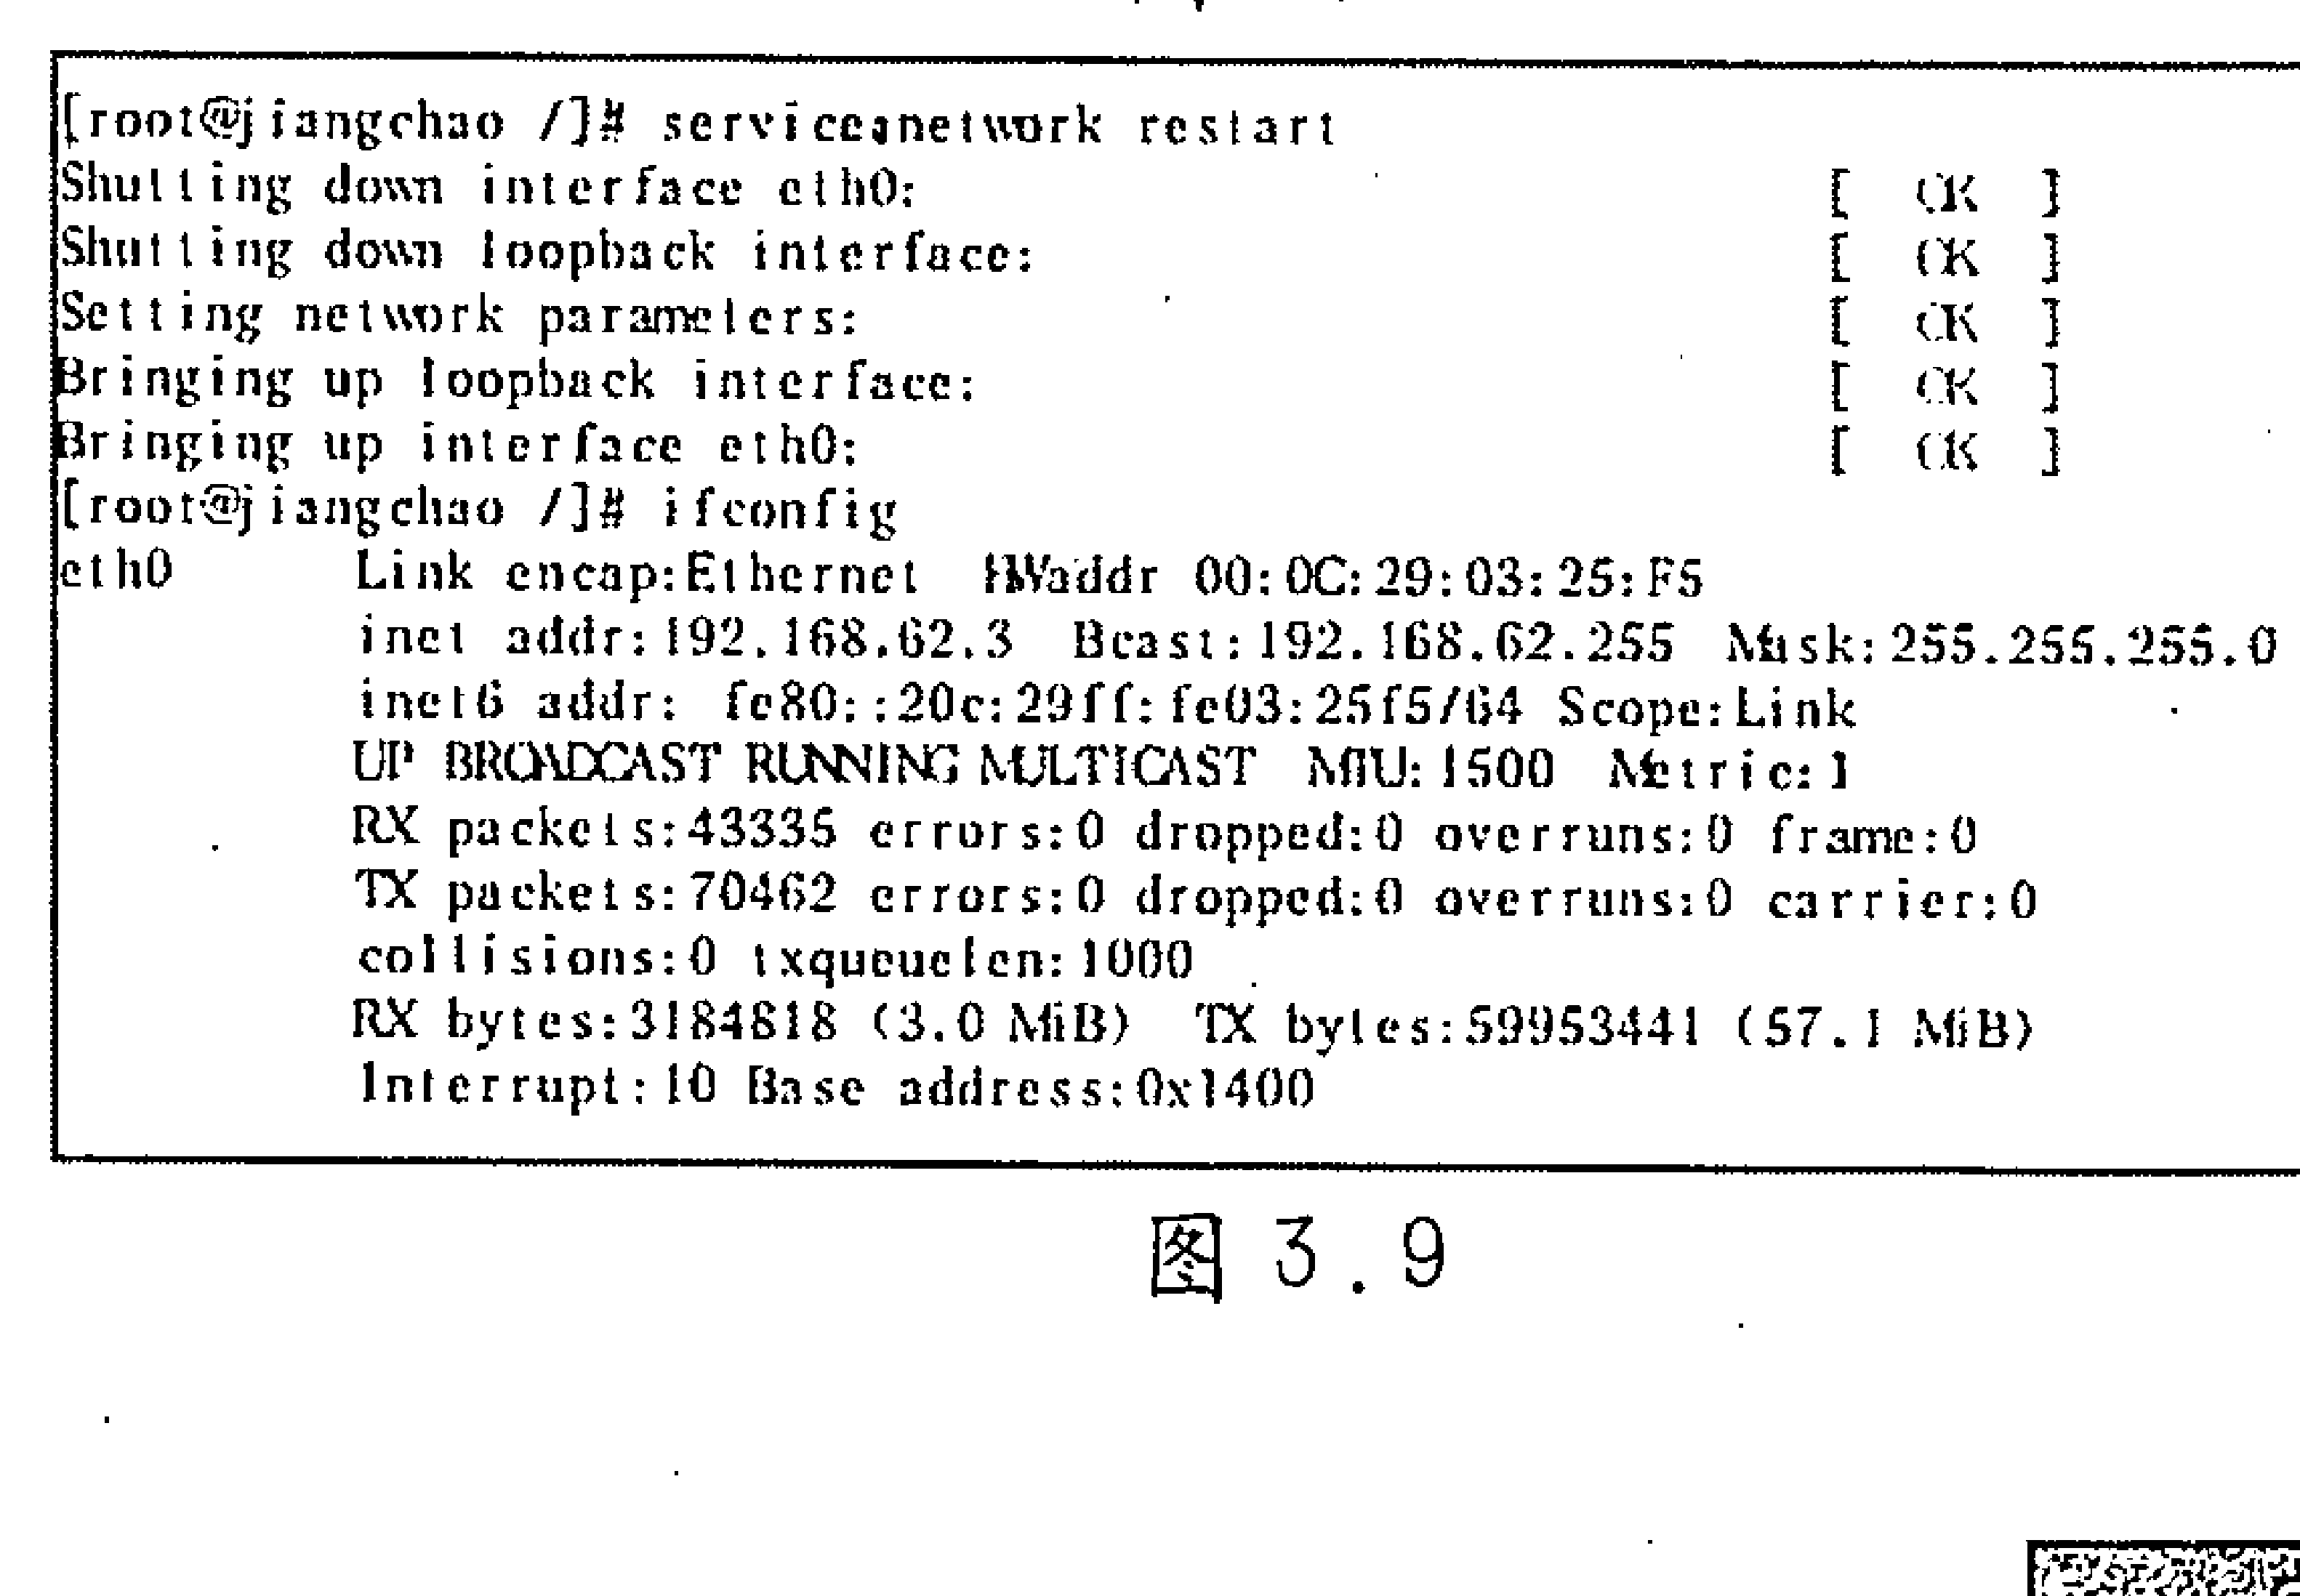 [root@jiangchao /]# service network restart
Shutting down interface eth0: [ OK ]
Shutting down loopback interface: [ OK ]
Setting network parameters: [ OK ]
Bringing up loopback interface: [ OK ]
Bringing up interface eth0: [ OK ]
[root@jiangchao /]# ifconfig
eth0 Link encap:Ethernet HWaddr 00:0C:29:03:25:F5
inet addr:192.168.62.3 Bcast:192.168.62.255 Mask:255.255.255.0
inet6 addr: fe80::20c:29ff:fe03:25f5/64 Scope:Link
UP BROADCAST RUNNING MULTICAST MTU:1500 Metric:1
RX packets:43335 errors:0 dropped:0 overruns:0 frame:0
TX packets:70462 errors:0 dropped:0 overruns:0 carrier:0
collisions:0 txqueuelen:1000
RX bytes:3184818 (3.0 MiB) TX bytes:59953441 (57.1 MiB)
Interrupt:10 Base address:0x1400
图 3.9